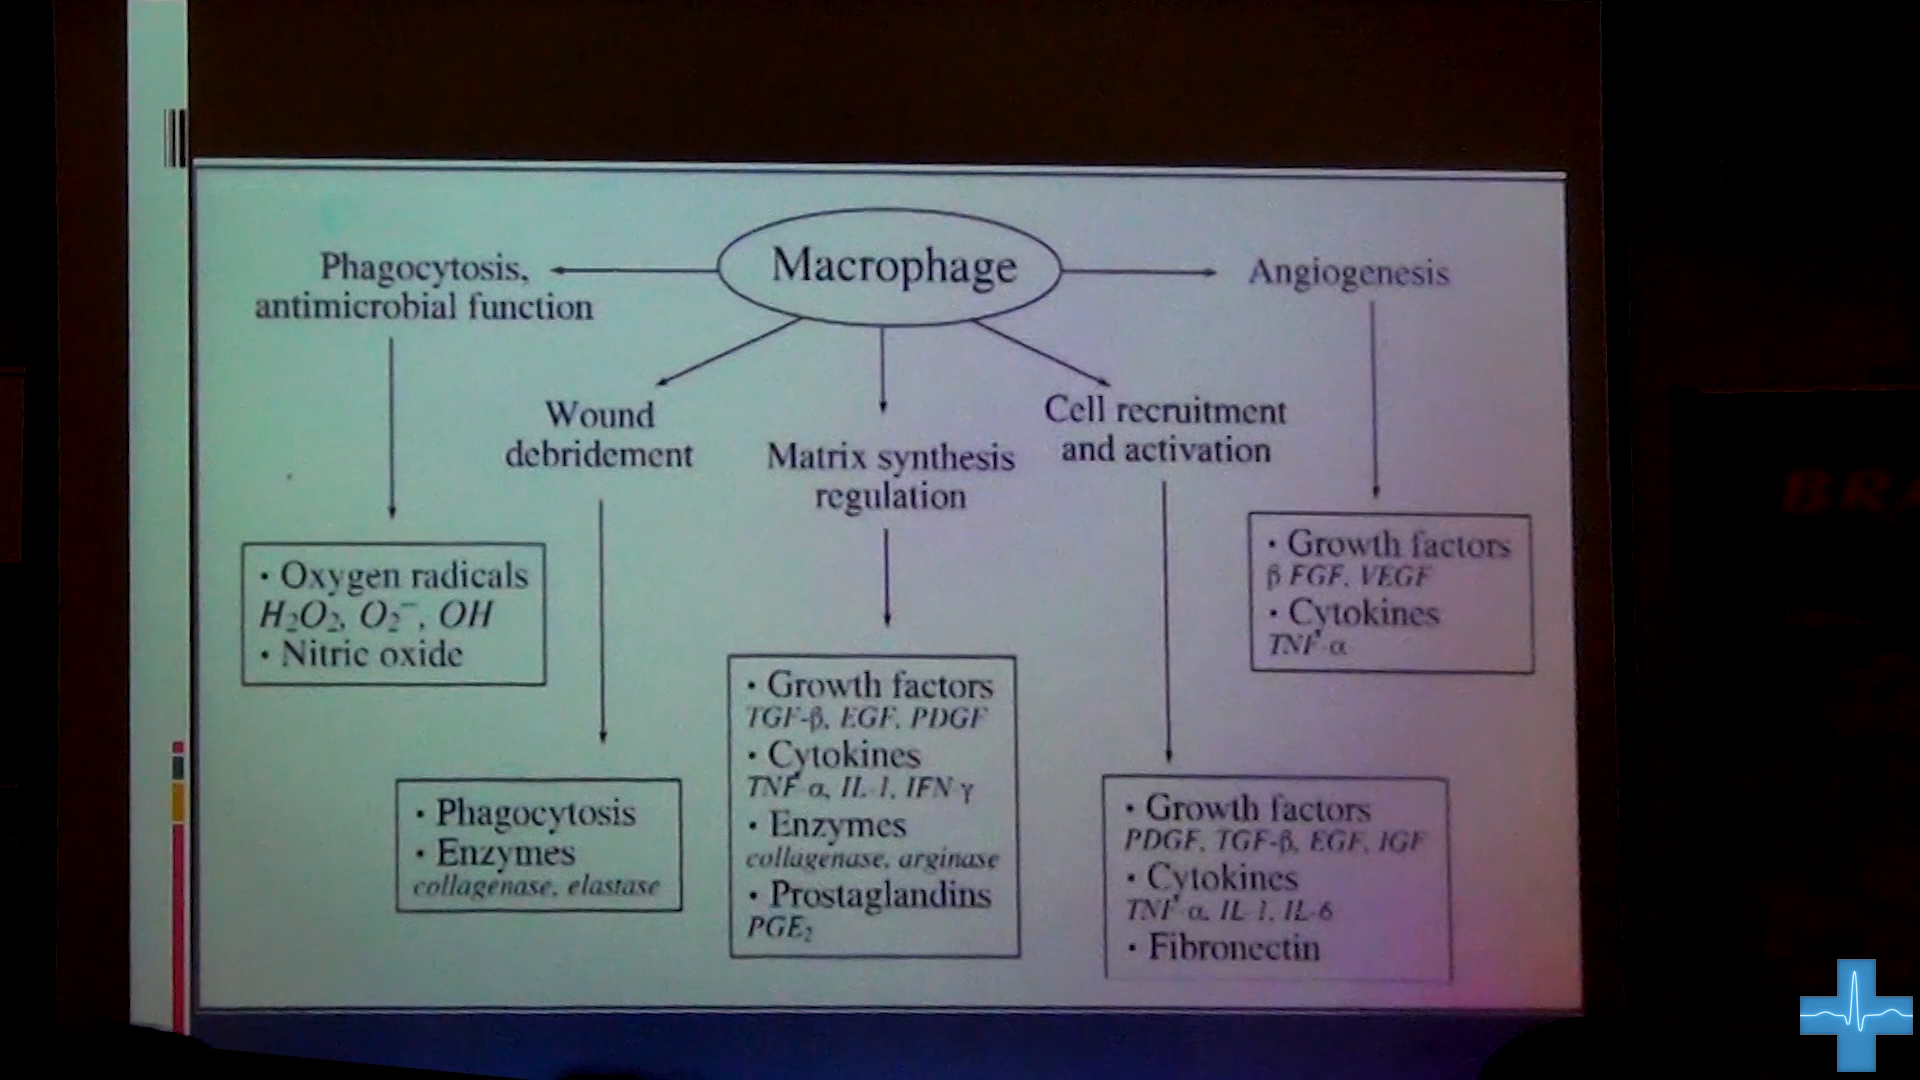 Macrophage
Phagocytosis,
antimicrobial function
Angiogenesis
Wound
debridement
Matrix synthesis
regulation
Cell recruitment
and activation
• Oxygen radicals
H₂O₂, O₂⁻, OH
• Nitric oxide
• Phagocytosis
• Enzymes
collagenase, elastase
• Growth factors
TGF-β, EGF, PDGF
• Cytokines
TNF-α, IL-1, IFN-γ
• Enzymes
collagenase, arginase
• Prostaglandins
PGE₂
• Growth factors
PDGF, TGF-β, EGF, IGF
• Cytokines
TNF-α, IL-1, IL-6
• Fibronectin
• Growth factors
β FGF, VEGF
• Cytokines
TNF-α
BRA